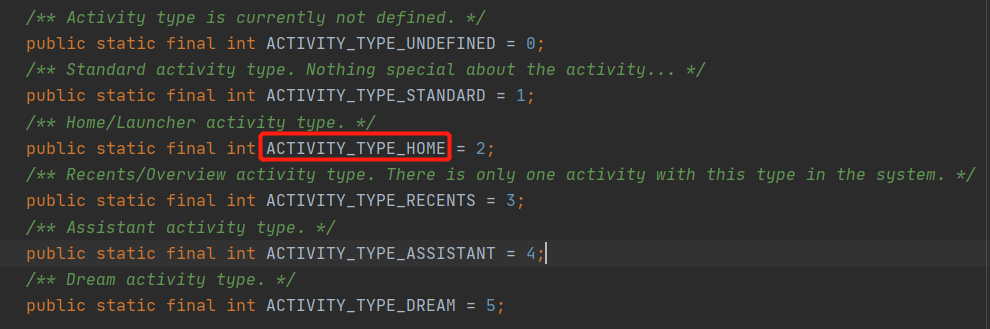 /** Activity type is currently not defined. */
public static final int ACTIVITY_TYPE_UNDEFINED = 0;
/** Standard activity type. Nothing special about the activity... */
public static final int ACTIVITY_TYPE_STANDARD = 1;
/** Home/Launcher activity type. */
public static final int ACTIVITY_TYPE_HOME = 2;
/** Recents/Overview activity type. There is only one activity with this type in the system. */
public static final int ACTIVITY_TYPE_RECENTS = 3;
/** Assistant activity type. */
public static final int ACTIVITY_TYPE_ASSISTANT = 4;
/** Dream activity type. */
public static final int ACTIVITY_TYPE_DREAM = 5;